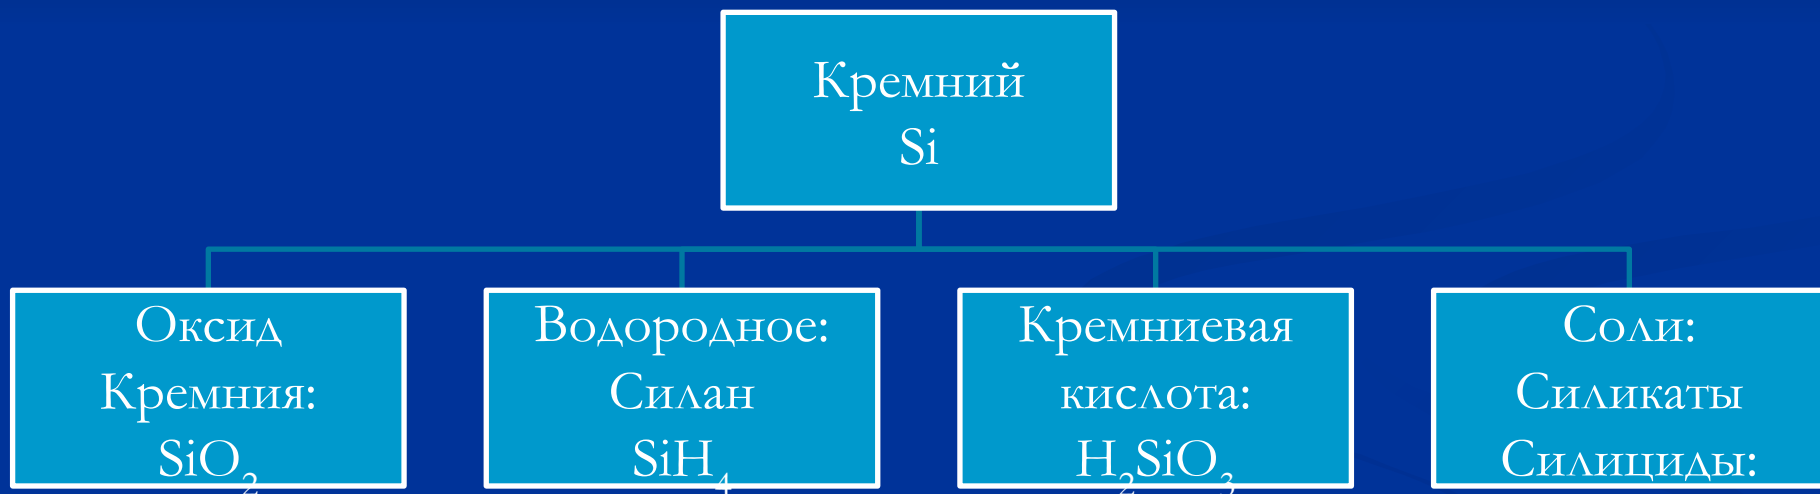 Кремний
Si
Оксид
Кремния:
SiO₂
Водородное:
Силан
SiH₄
Кремниевая
кислота:
H₂SiO₃
Соли:
Силикаты
Силициды: